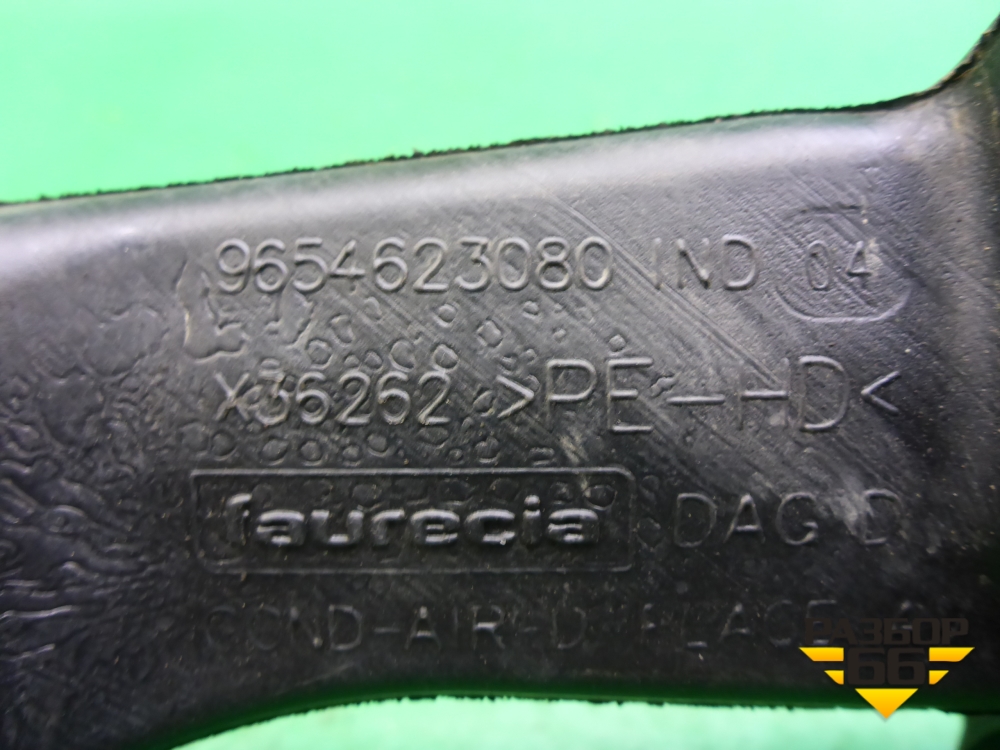 9654623080 IND 04
X36262 >PE-HD<
faurecia DAG D
COND-AIR-D PLACE
РАЗБОР
66